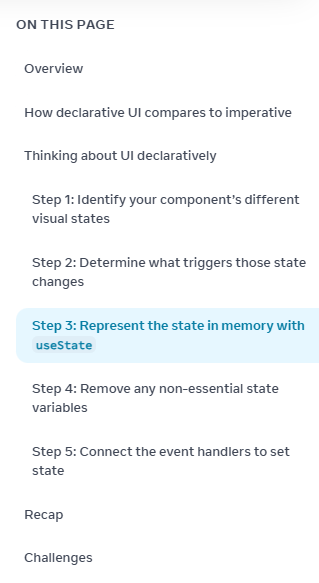 ON THIS PAGE
Overview
How declarative UI compares to imperative
Thinking about UI declaratively
Step 1: Identify your component’s different
visual states
Step 2: Determine what triggers those state
changes
Step 3: Represent the state in memory with
useState
Step 4: Remove any non-essential state
variables
Step 5: Connect the event handlers to set
state
Recap
Challenges